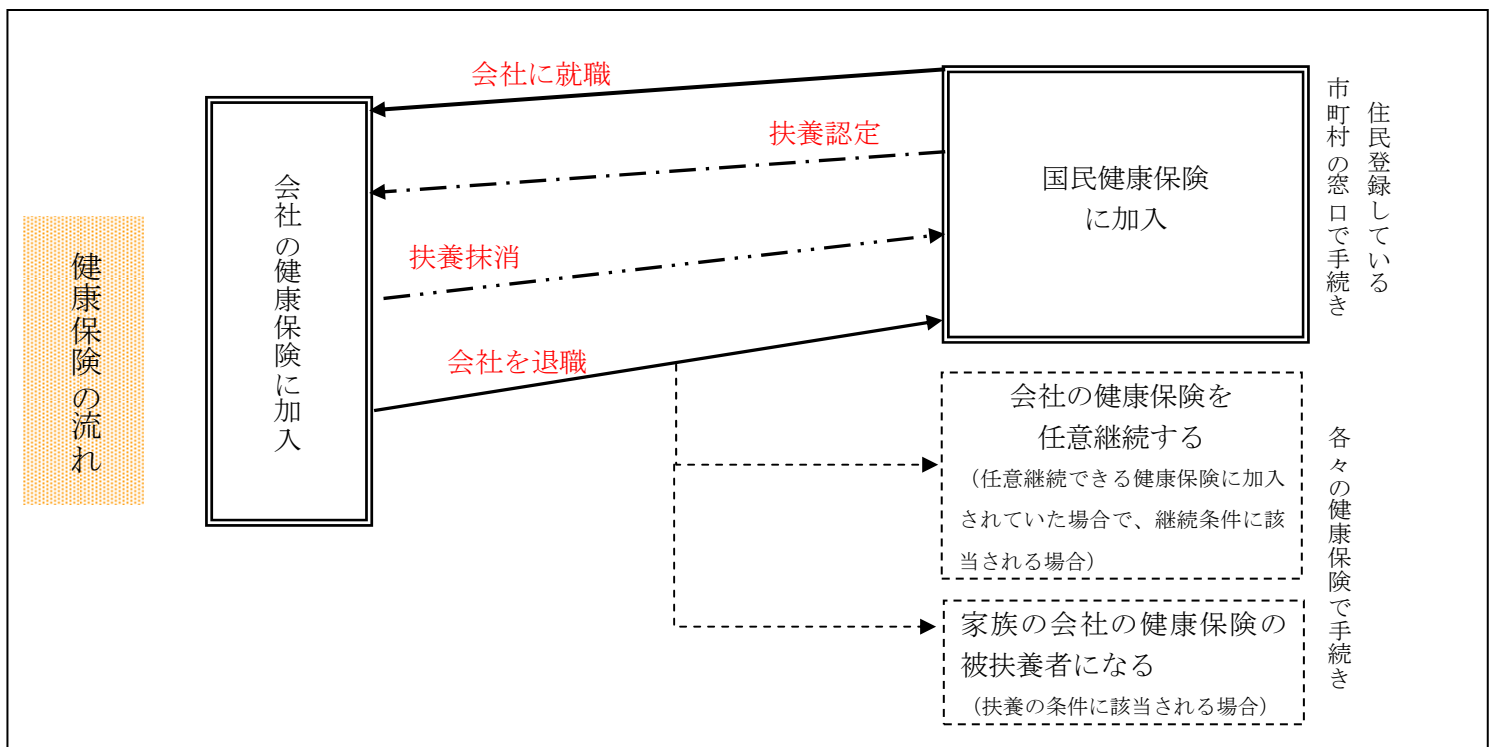 健康保険の流れ
会社の健康保険に加入
会社に就職
扶養認定
扶養抹消
会社を退職
国民健康保険
に加入
住民登録している
市町村の窓口で手続き
会社の健康保険を
任意継続する
（任意継続できる健康保険に加入
されていた場合で、継続条件に該
当される場合）
家族の会社の健康保険の
被扶養者になる
（扶養の条件に該当される場合）
各々の健康保険で手続き